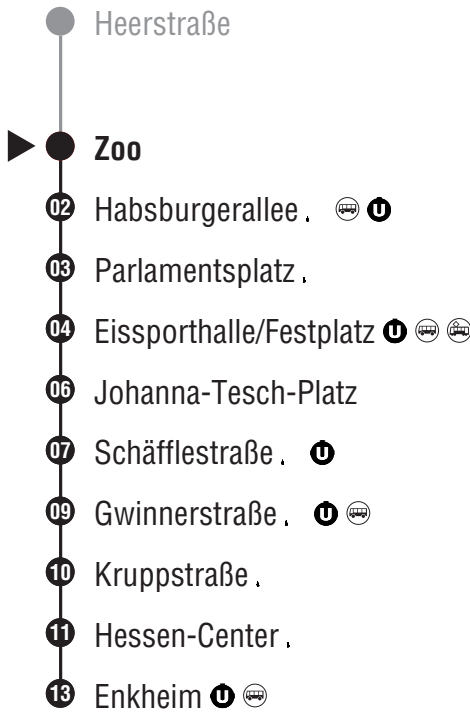 Heerstraße
Zoo
02 Habsburgerallee . U
03 Parlamentsplatz .
04 Eissporthalle/Festplatz U
06 Johanna-Tesch-Platz
07 Schäfflestraße . U
09 Gwinnerstraße . U
10 Kruppstraße .
11 Hessen-Center .
13 Enkheim U